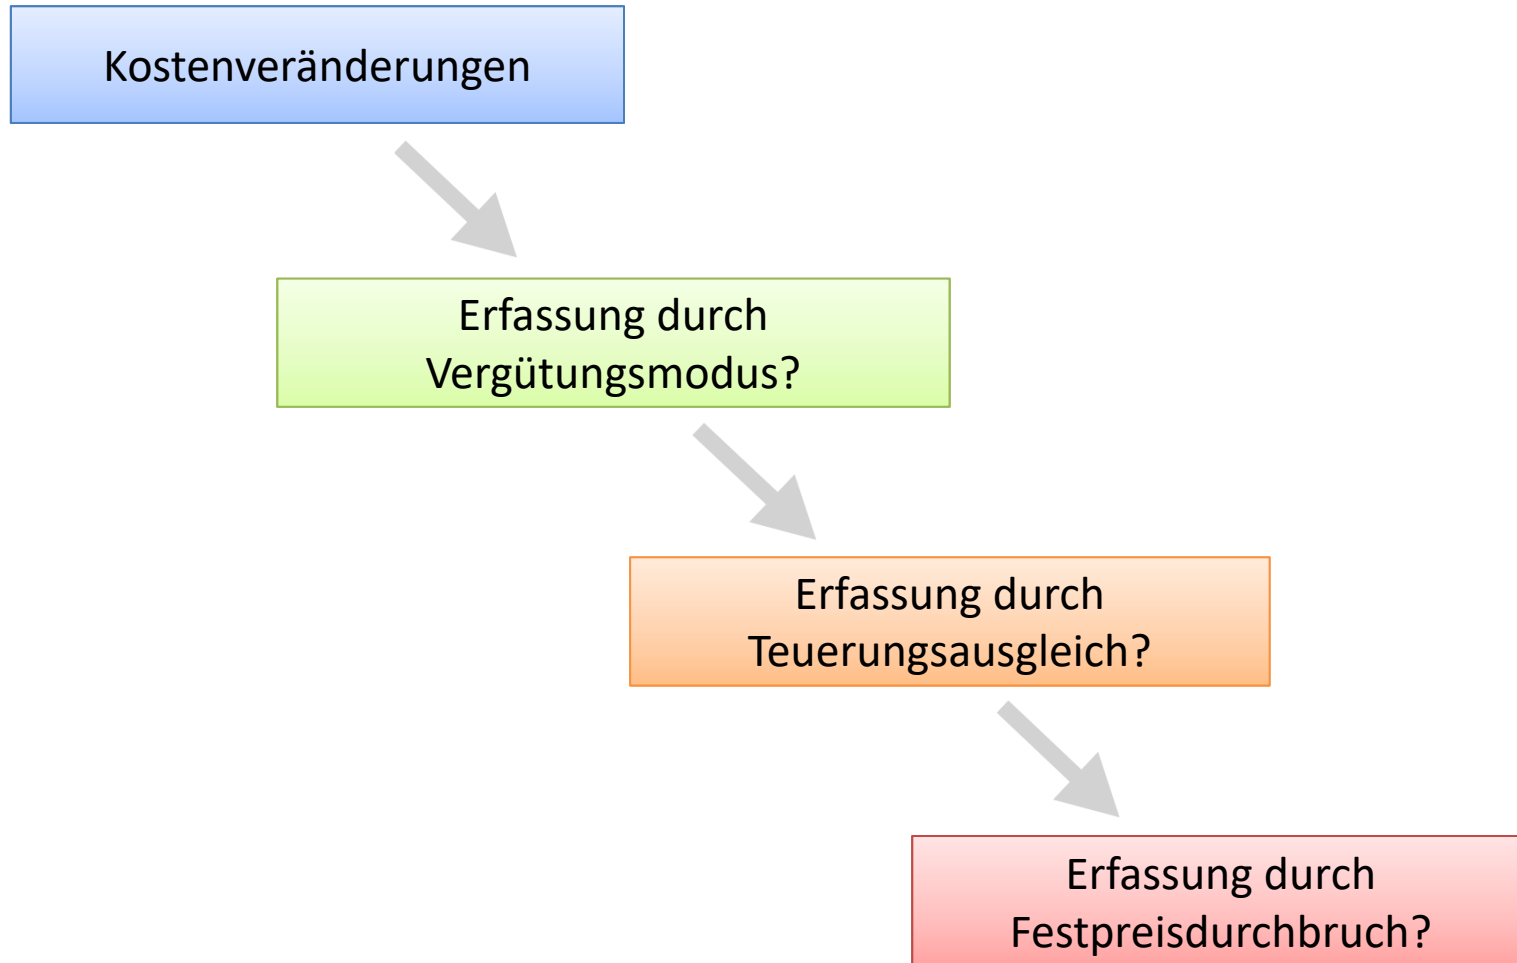 Kostenveränderungen
Erfassung durch
Vergütungsmodus?
Erfassung durch
Teuerungsausgleich?
Erfassung durch
Festpreisdurchbruch?